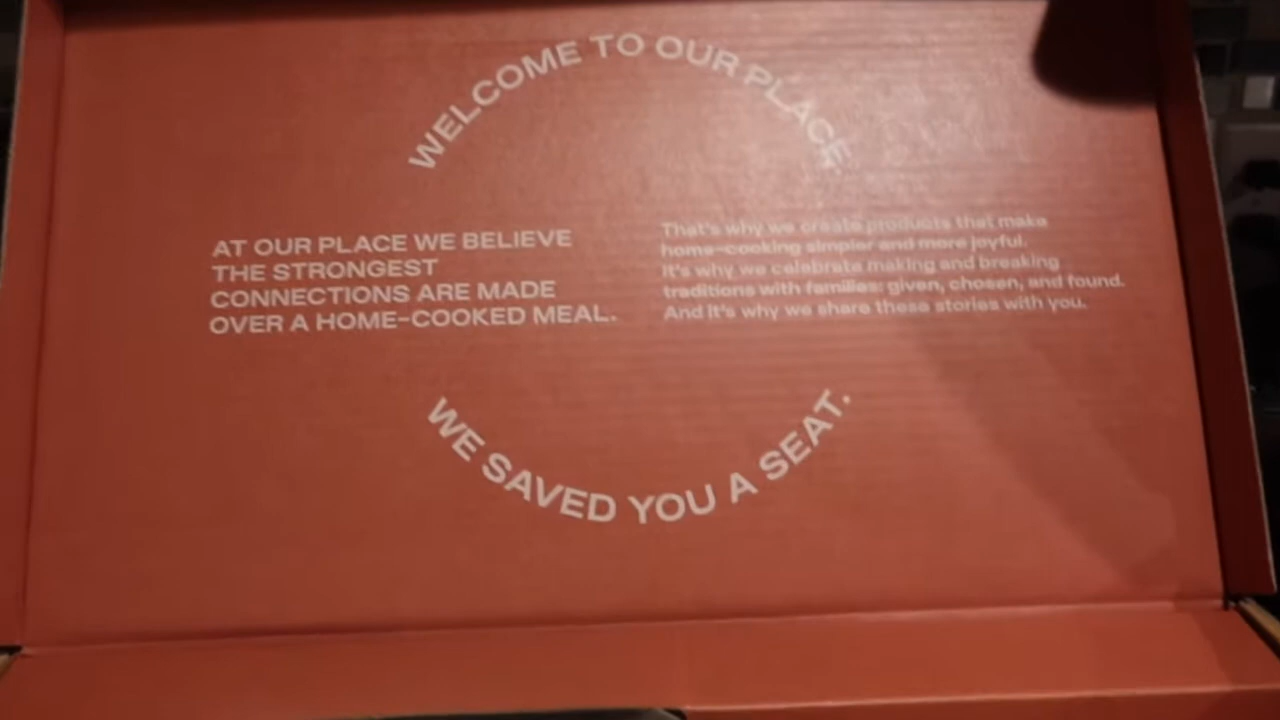 WELCOME TO OUR PLACE
AT OUR PLACE WE BELIEVE
THE STRONGEST
CONNECTIONS ARE MADE
OVER A HOME-COOKED MEAL.
That's why we create products that make
home-cooking simpler and more joyful.
It's why we celebrate making and breaking
traditions with families: given, chosen, and found.
And it's why we share these stories with you.
WE SAVED YOU A SEAT.